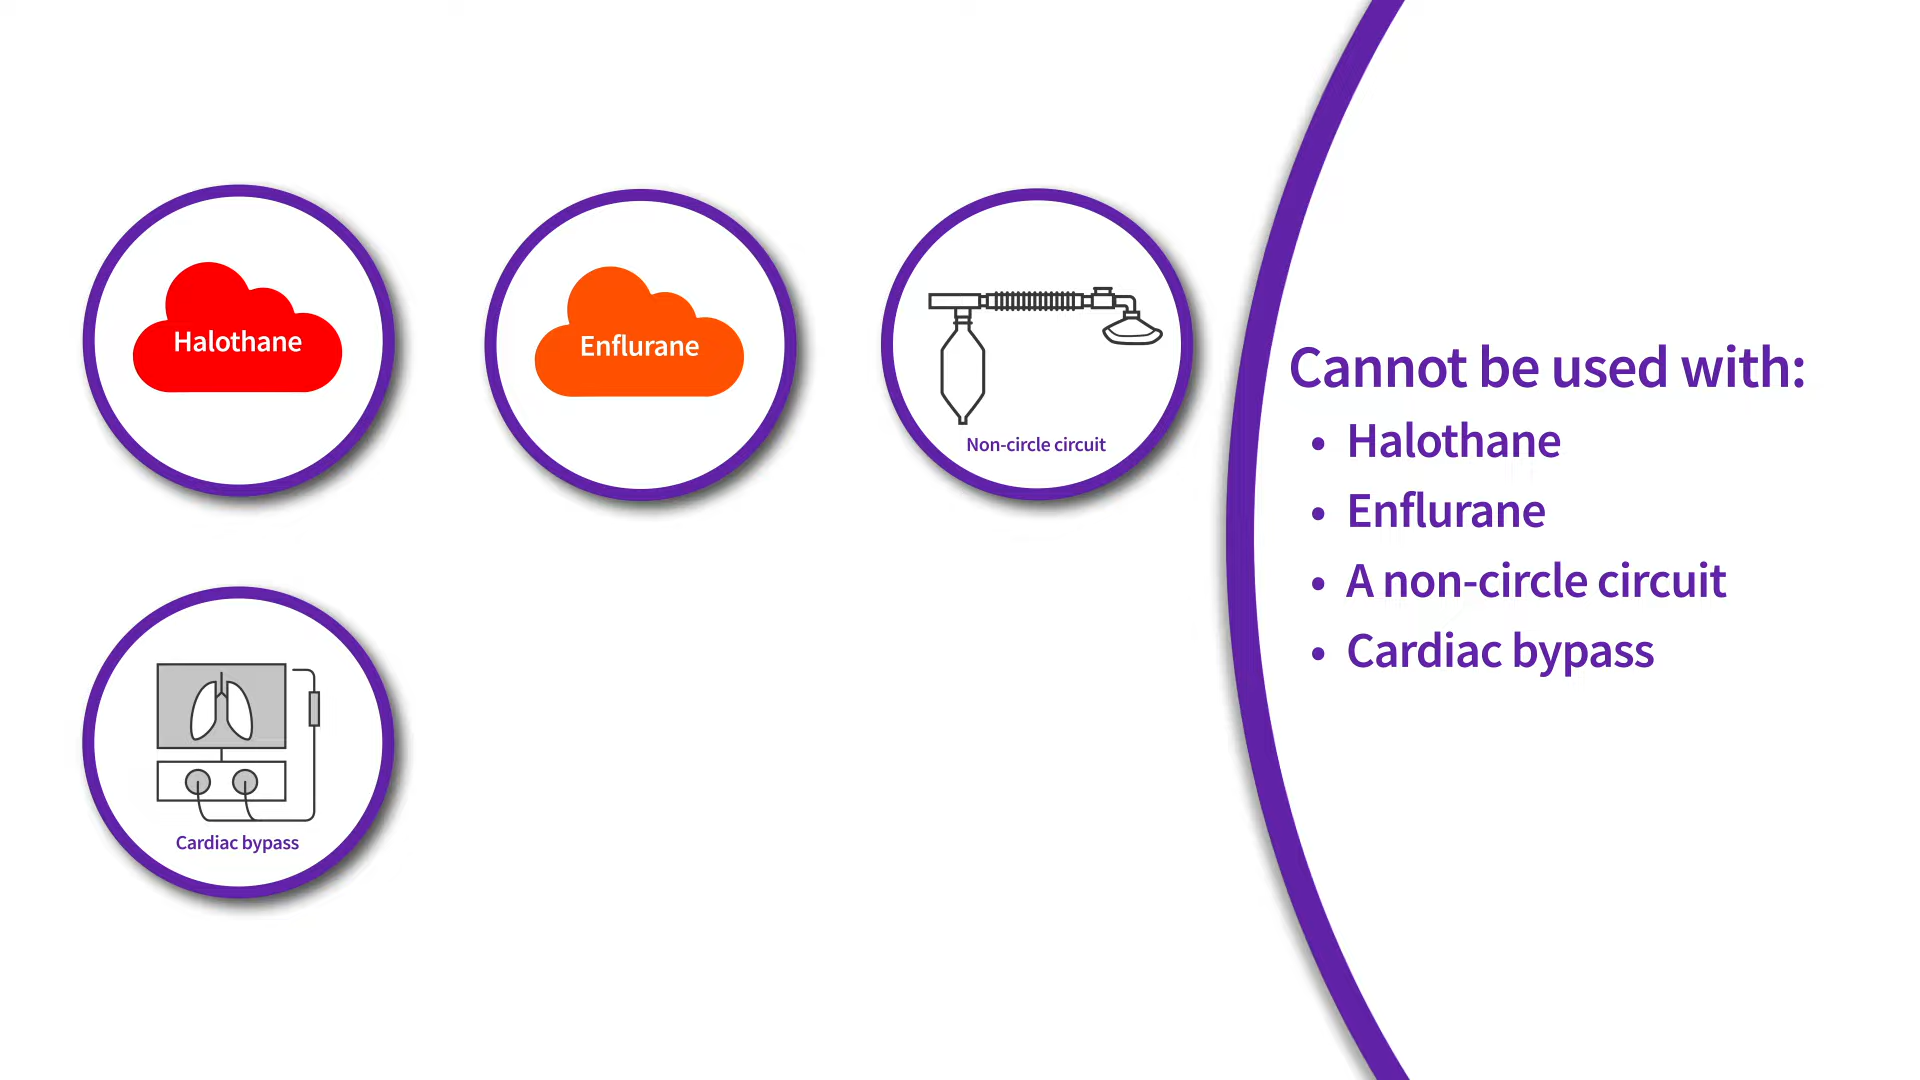 Halothane
Enflurane
Non-circle circuit
Cardiac bypass
Cannot be used with:
• Halothane
• Enflurane
• A non-circle circuit
• Cardiac bypass